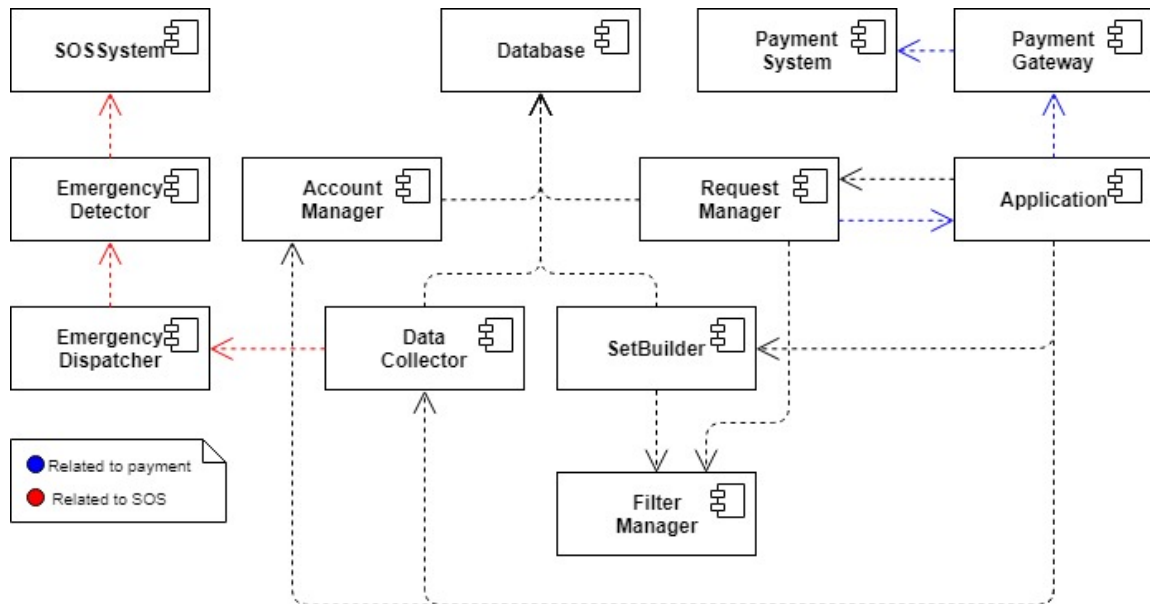 SOSSystem
Database
Payment
System
Payment
Gateway
Emergency
Detector
Account
Manager
Request
Manager
Application
Emergency
Dispatcher
Data
Collector
SetBuilder
Related to payment
Related to SOS
Filter
Manager